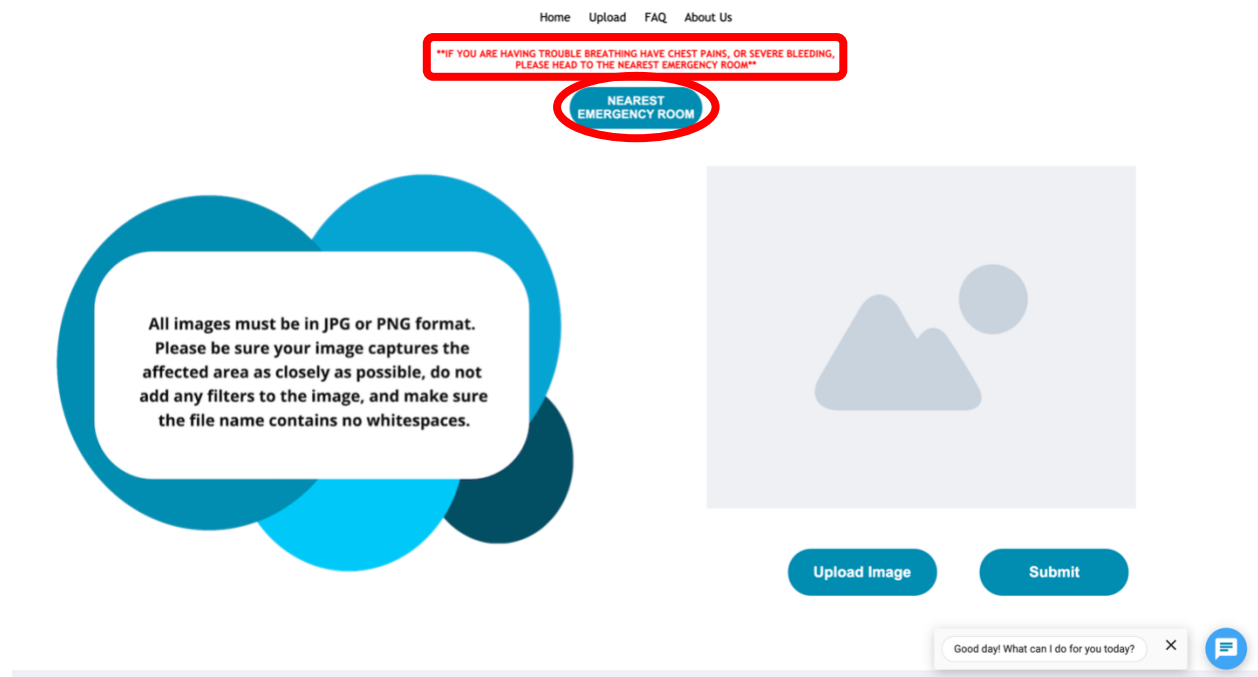 Home Upload FAQ About Us
**IF YOU ARE HAVING TROUBLE BREATHING HAVE CHEST PAINS, OR SEVERE BLEEDING,
PLEASE HEAD TO THE NEAREST EMERGENCY ROOM**
NEAREST
EMERGENCY ROOM
All images must be in JPG or PNG format.
Please be sure your image captures the
affected area as closely as possible, do not
add any filters to the image, and make sure
the file name contains no whitespaces.
Upload Image
Submit
Good day! What can I do for you today?